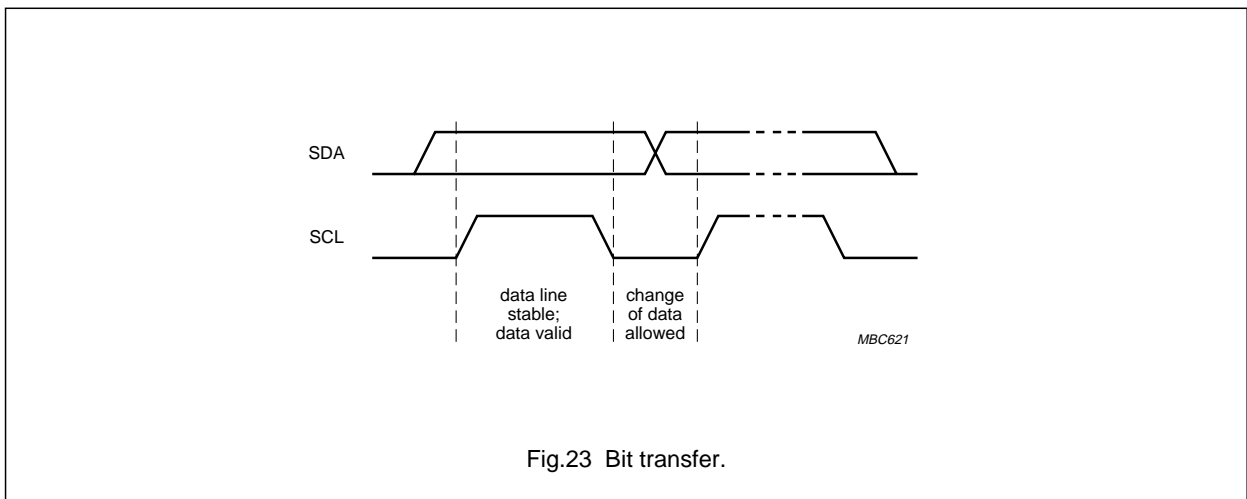 SDA
SCL
data line
stable;
data valid
change
of data
allowed
MBC621
Fig.23 Bit transfer.